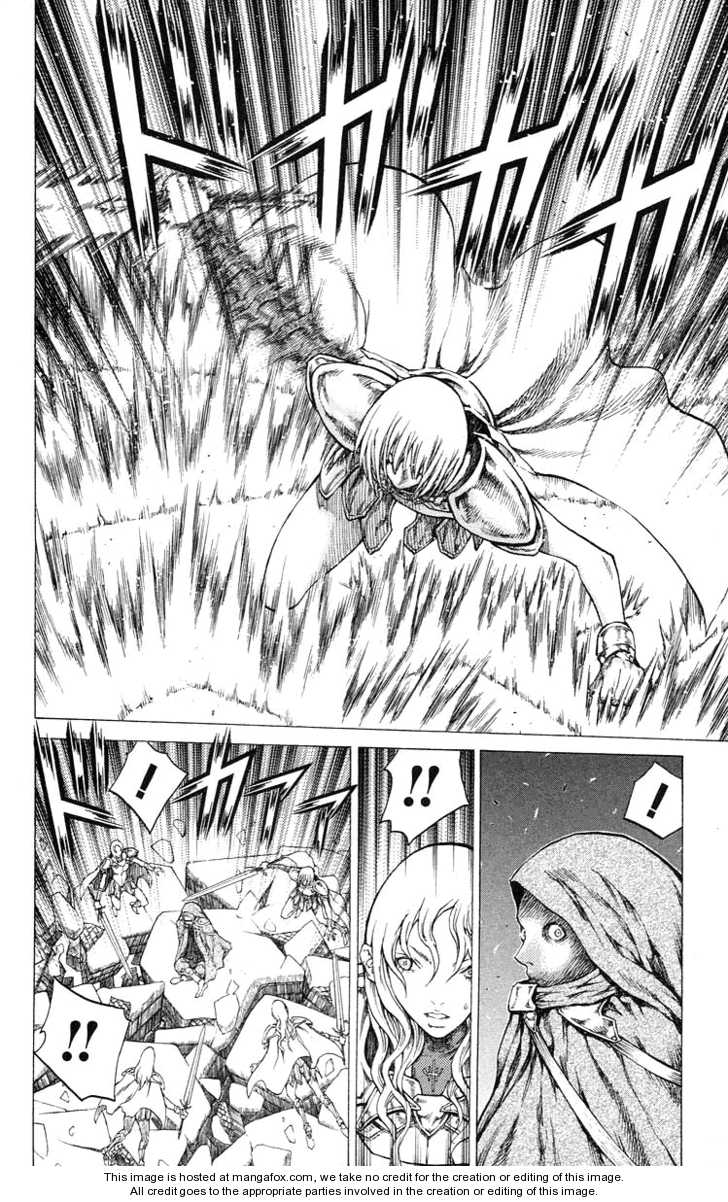 ドガガガ
!
!!
ドカァァ
!
!!
This image is hosted at mangafox.com, we take no credit for the creation or editing of this image.
All credit goes to the appropriate parties involved in the creation or editing of this image.